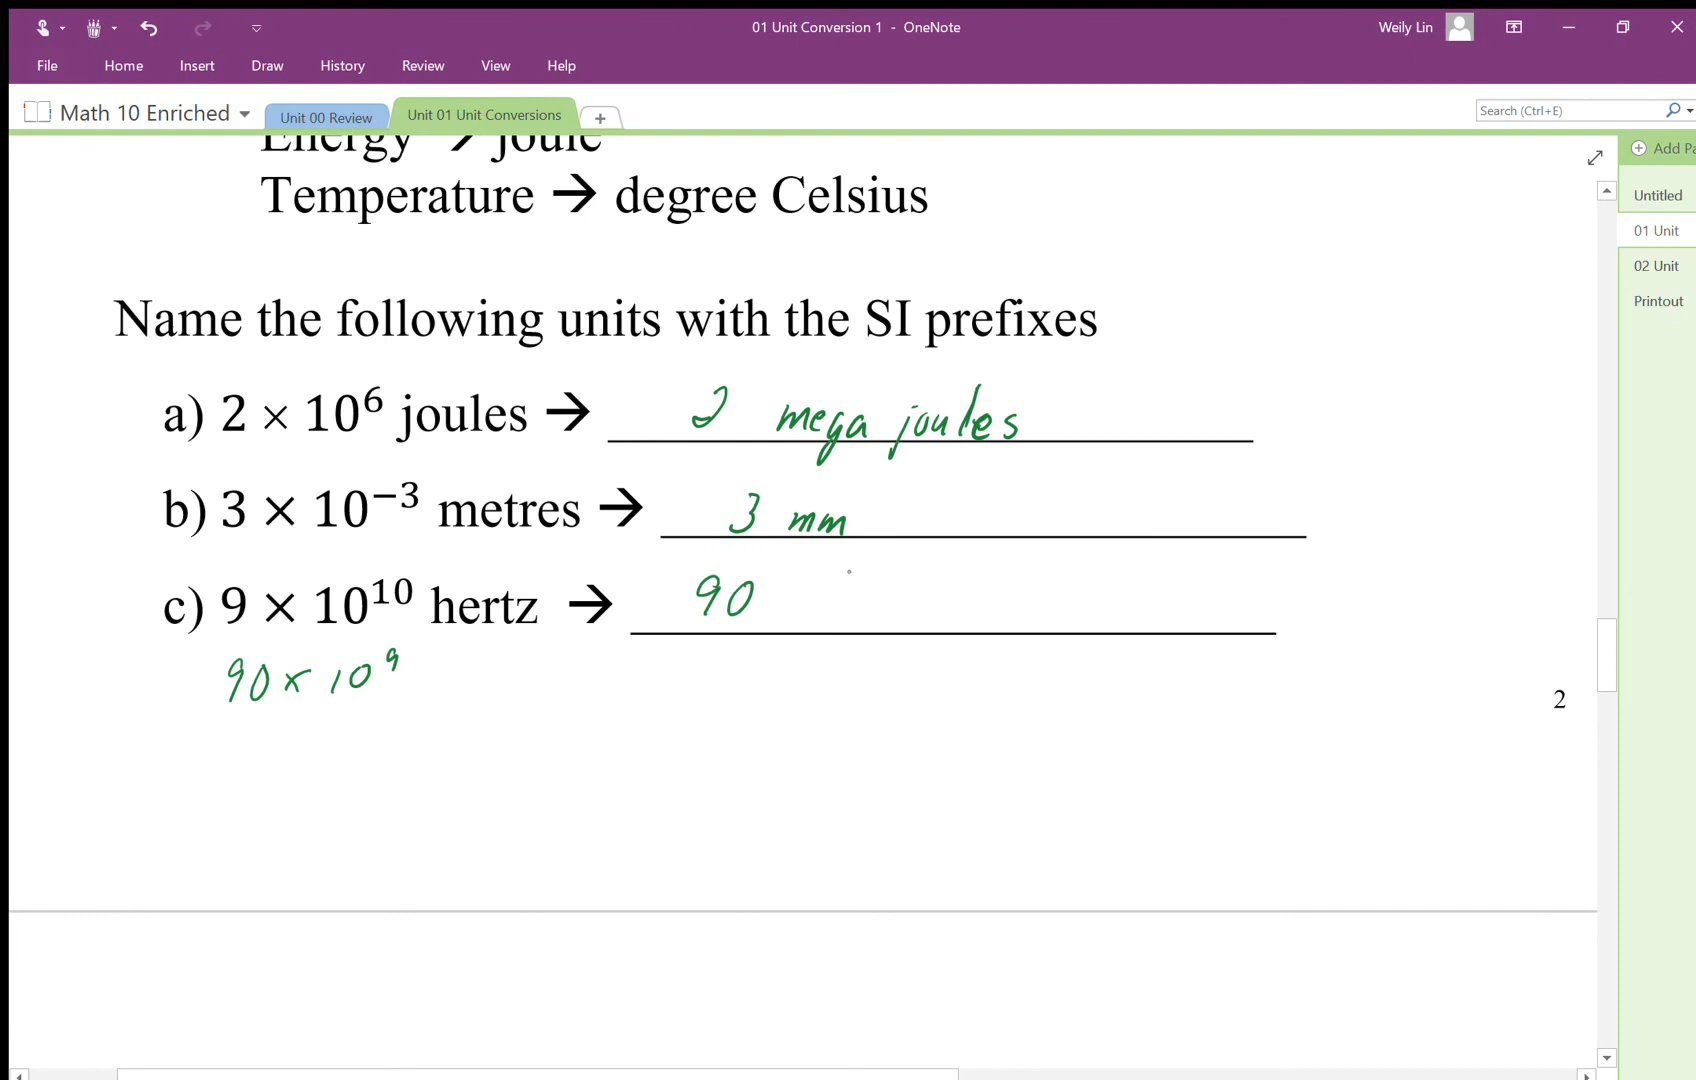 01 Unit Conversion 1 - OneNote
Weily Lin
File Home Insert Draw History Review View Help
Math 10 Enriched
Unit 00 Review
Unit 01 Unit Conversions
Search (Ctrl+E)
Add Pa
Untitled
01 Unit
02 Unit
Printout
Energy → joule
Temperature → degree Celsius
Name the following units with the SI prefixes
a) 2 × 10⁶ joules → 2 mega joules
b) 3 × 10⁻³ metres → 3 mm
c) 9 × 10¹⁰ hertz → 90
90 × 10⁹
2